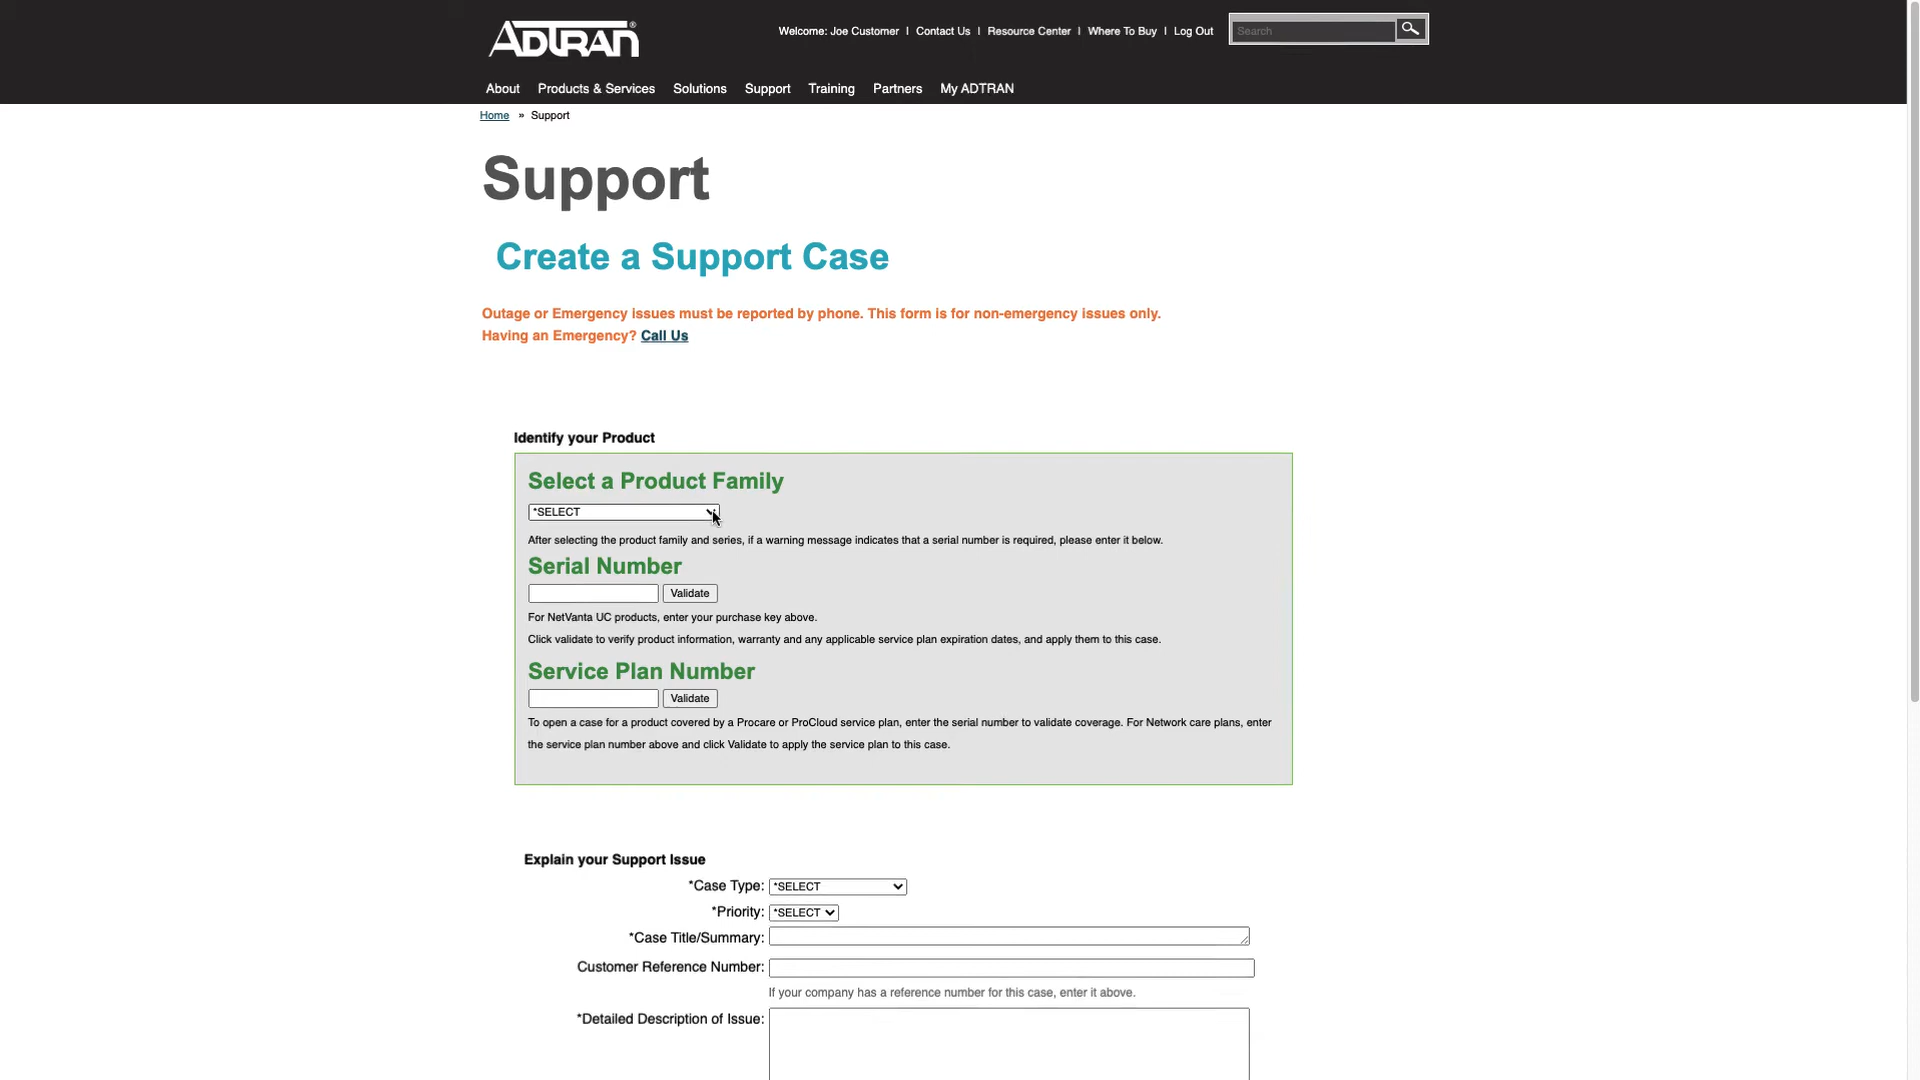 ADTRAN®
Welcome: Joe Customer | Contact Us | Resource Center | Where To Buy | Log Out
Search
About Products & Services Solutions Support Training Partners My ADTRAN
Home » Support
Support
Create a Support Case
Outage or Emergency issues must be reported by phone. This form is for non-emergency issues only.
Having an Emergency? Call Us
Identify your Product
Select a Product Family
*SELECT
After selecting the product family and series, if a warning message indicates that a serial number is required, please enter it below.
Serial Number
Validate
For NetVanta UC products, enter your purchase key above.
Click validate to verify product information, warranty and any applicable service plan expiration dates, and apply them to this case.
Service Plan Number
Validate
To open a case for a product covered by a Procare or ProCloud service plan, enter the serial number to validate coverage. For Network care plans, enter
the service plan number above and click Validate to apply the service plan to this case.
Explain your Support Issue
*Case Type: *SELECT
*Priority: *SELECT
*Case Title/Summary:
Customer Reference Number:
If your company has a reference number for this case, enter it above.
*Detailed Description of Issue: